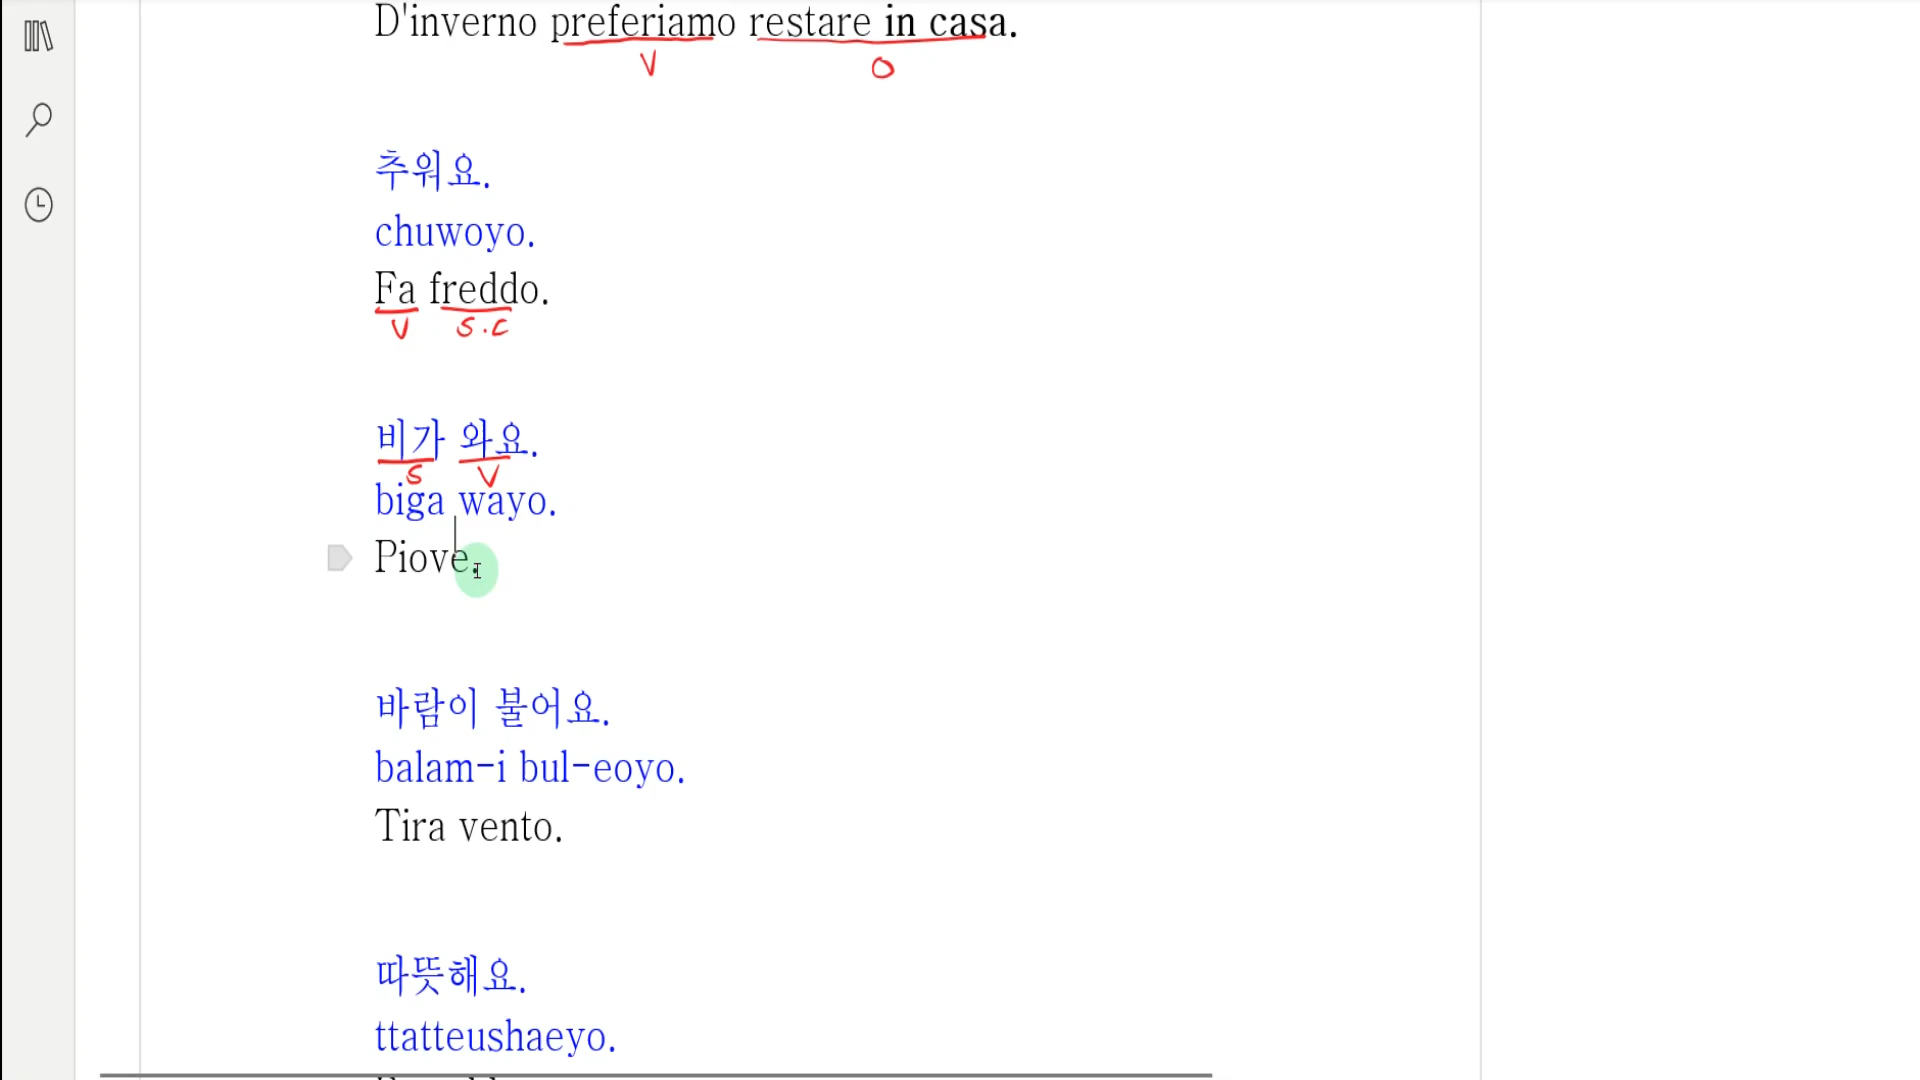 D'inverno preferiamo restare in casa.
V O
추워요.
chuwoyo.
Fa freddo.
V S.C
비가 와요.
S V
biga wayo.
Piove.
바람이 불어요.
balam-i bul-eoyo.
Tira vento.
따뜻해요.
ttatteushaeyo.